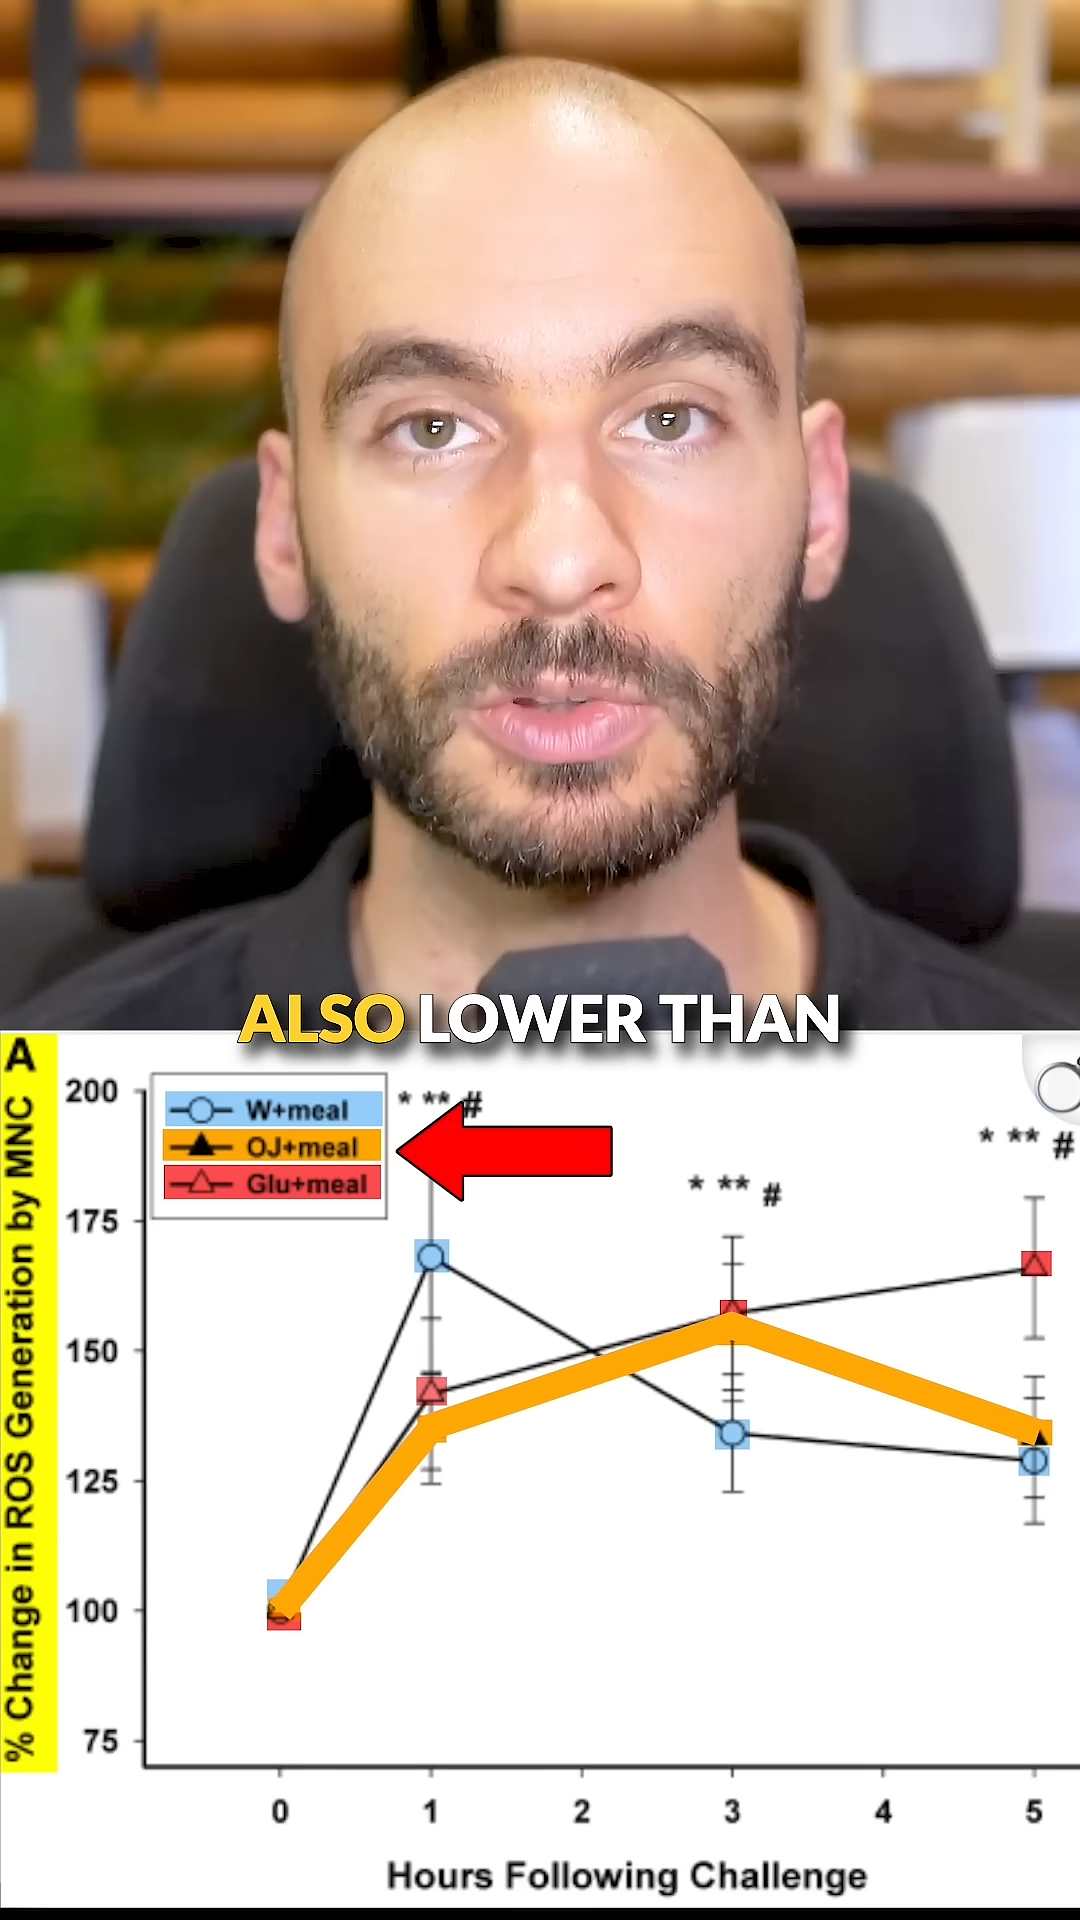 ALSO LOWER THAN
A
% Change in ROS Generation by MNC
200
175
150
125
100
75
W+meal
OJ+meal
Glu+meal
* ** #
* ** #
* ** #
0 1 2 3 4 5
Hours Following Challenge